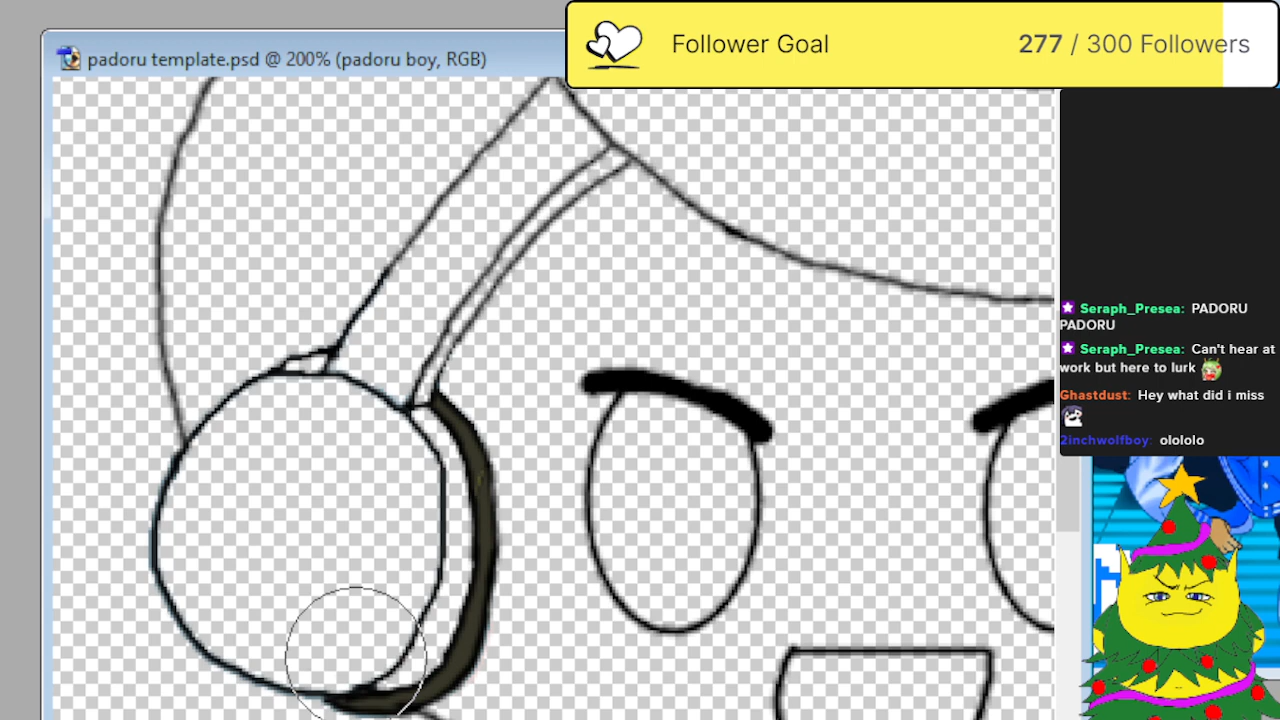 padoru template.psd @ 200% (padoru boy, RGB)
Follower Goal
277 / 300 Followers
Seraph_Presea: PADORU
PADORU
Seraph_Presea: Can't hear at
work but here to lurk
Ghastdust: Hey what did i miss
2inchwolfboy: olololo